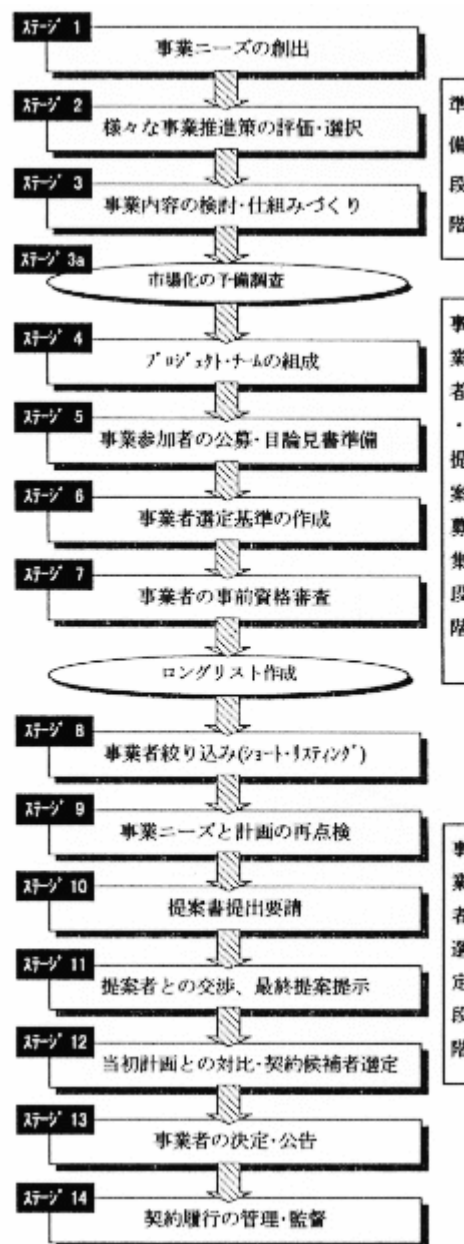 ステージ 1
事業ニーズの創出
ステージ 2
様々な事業推進策の評価・選択
ステージ 3
事業内容の検討・仕組みづくり
ステージ 3a
市場化の予備調査
ステージ 4
プロジェクト・チームの組成
ステージ 5
事業参加者の公募・目論見書準備
ステージ 6
事業者選定基準の作成
ステージ 7
事業者の事前資格審査
ロングリスト作成
ステージ 8
事業者絞り込み(ショート・リスティング)
ステージ 9
事業ニーズと計画の再点検
ステージ 10
提案書提出要請
ステージ 11
提案者との交渉、最終提案提示
ステージ 12
当初計画との対比・契約候補者選定
ステージ 13
事業者の決定・公告
ステージ 14
契約履行の管理・監督
準備段階
事業者・提案募集段階
事業者選定段階